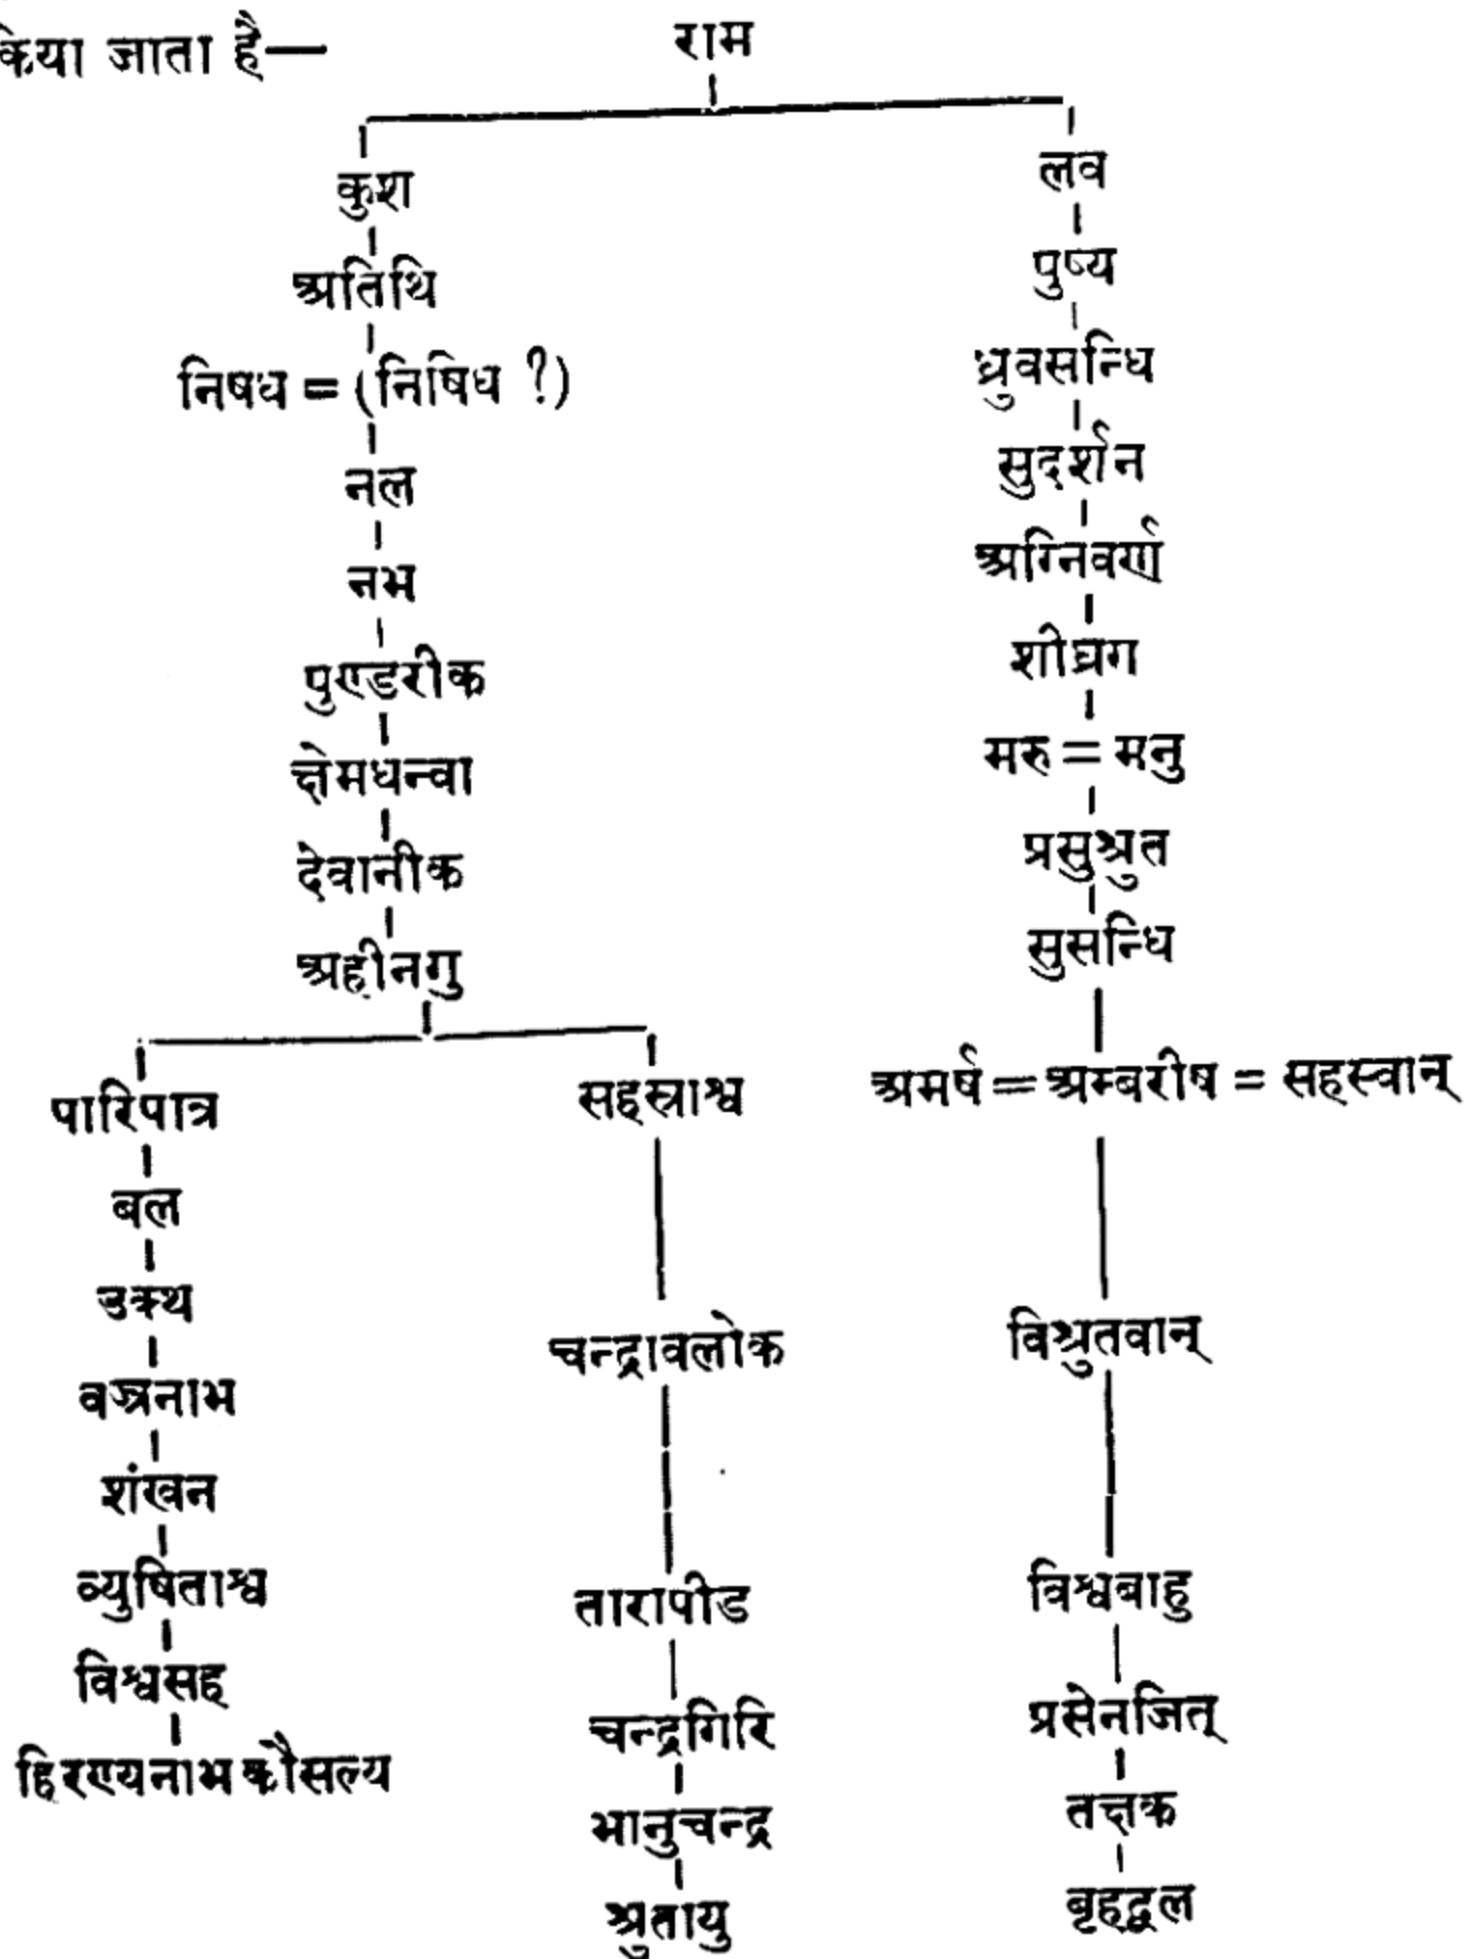 किया जाता है— राम
कुश लव
अतिथि पुष्य
निषध = (निषिध ?) ध्रुवसन्धि
नल सुदर्शन
नभ अग्निवर्ण
पुण्डरीक शीघ्रग
क्षेमधन्वा मरु = मनु
देवानीक प्रसुश्रुत
अहीनगु सुसन्धि
पारिपात्र सहस्राश्व अमर्ष = अम्बरीष = सहस्वान्
बल
उक्थ
चन्द्रावलोक विश्रुतवान्
वज्रनाभ
शंखन
व्युषिताश्व तारापीड विश्वबाहु
विश्वसह
चन्द्रगिरि प्रसेनजित्
हिरण्यनाभ कौसल्य
भानुचन्द्र तक्षक
श्रुतायु बृहद्बल